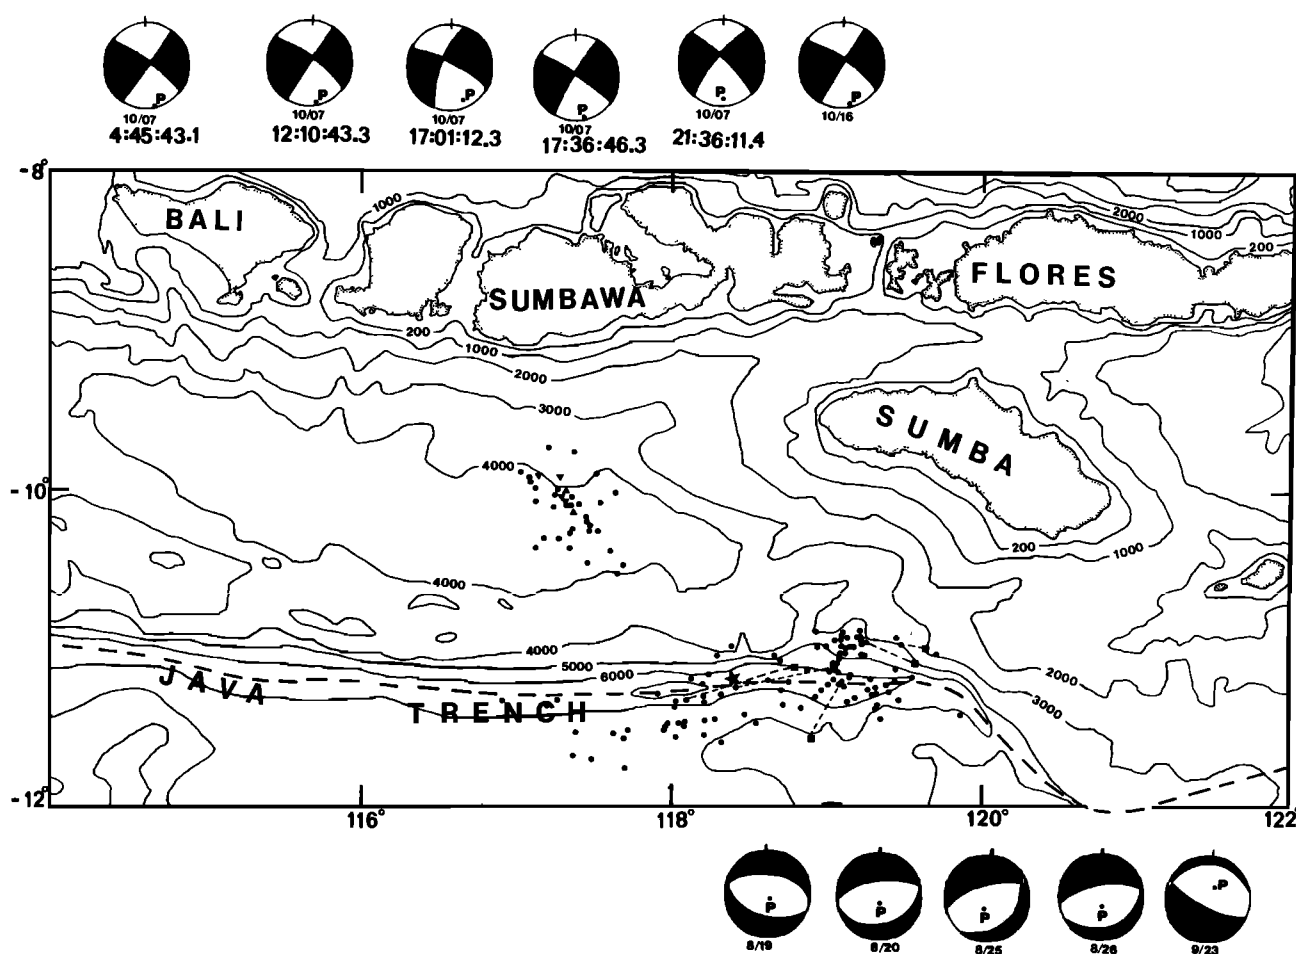 P P P P P P
10/07 10/07 10/07 10/07 10/07 10/16
4:45:43.1 12:10:43.3 17:01:12.3 17:36:46.3 21:36:11.4
-8°
BALI
1000
2000
1000
200
SUMBAWA
FLORES
200
1000
2000
3000
SUMBA
4000
-10°
200
1000
4000
4000
5000
6000
2000
3000
JAVA TRENCH
-12°
116° 118° 120° 122
P P P P P
8/19 8/20 8/25 8/26 9/23